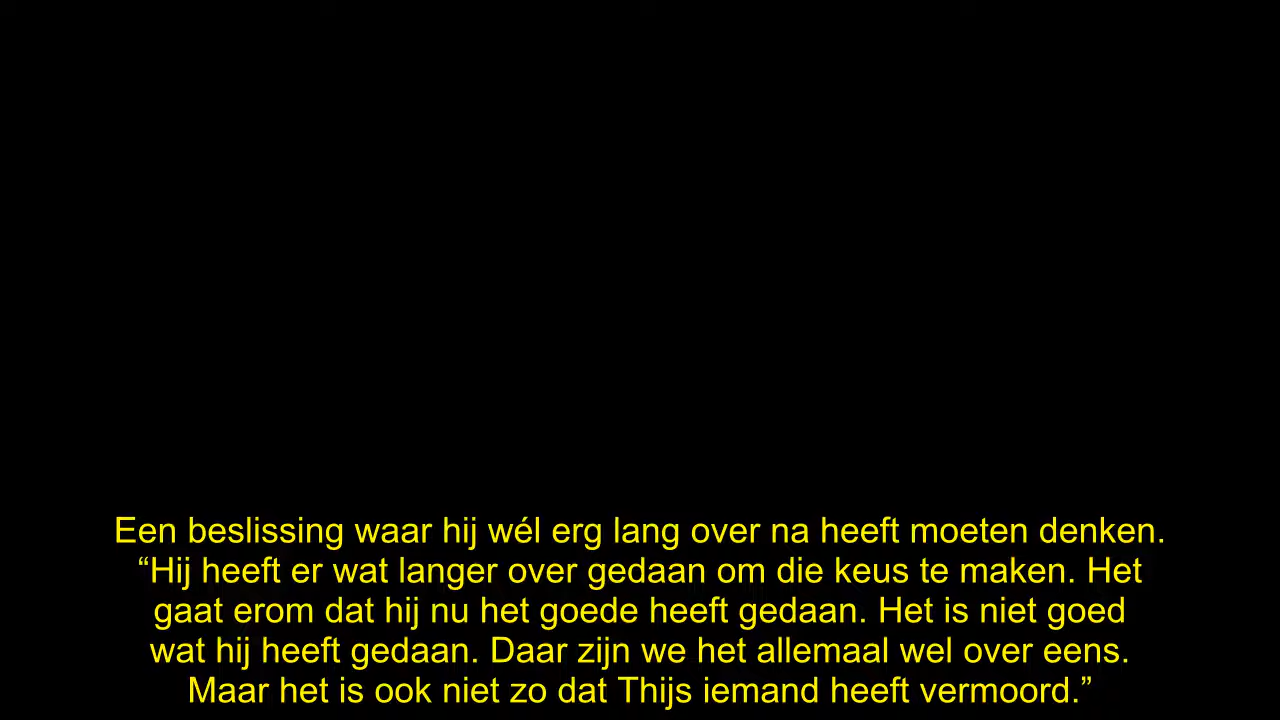 Een beslissing waar hij wél erg lang over na heeft moeten denken.
“Hij heeft er wat langer over gedaan om die keus te maken. Het
gaat erom dat hij nu het goede heeft gedaan. Het is niet goed
wat hij heeft gedaan. Daar zijn we het allemaal wel over eens.
Maar het is ook niet zo dat Thijs iemand heeft vermoord.”